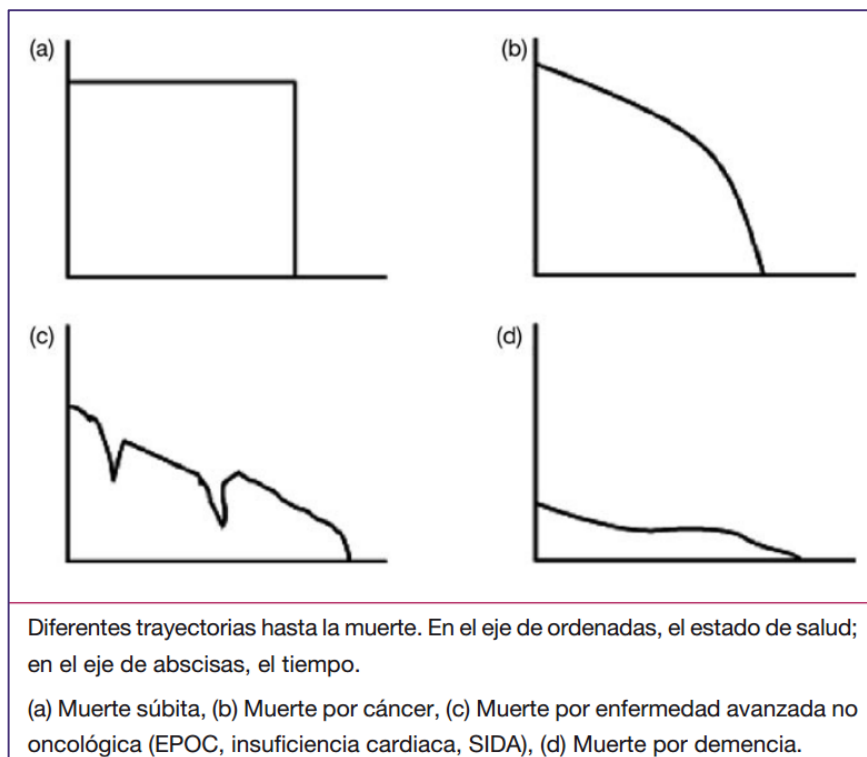 (a)
(b)
(c)
(d)
Diferentes trayectorias hasta la muerte. En el eje de ordenadas, el estado de salud;
en el eje de abscisas, el tiempo.
(a) Muerte súbita, (b) Muerte por cáncer, (c) Muerte por enfermedad avanzada no
oncológica (EPOC, insuficiencia cardiaca, SIDA), (d) Muerte por demencia.